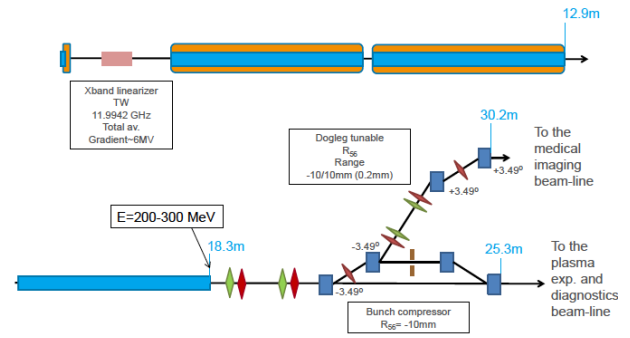 12.9m
Xband linearizer
TW
11.9942 GHz
Total av.
Gradient~6MV
30.2m
Dogleg tunable
R56
Range
-10/10mm (0.2mm)
To the
medical
imaging
beam-line
+3.49º
+3.49º
E=200-300 MeV
18.3m
-3.49º
25.3m
-3.49º
To the
plasma
exp. and
diagnostics
beam-line
Bunch compressor
R56= -10mm